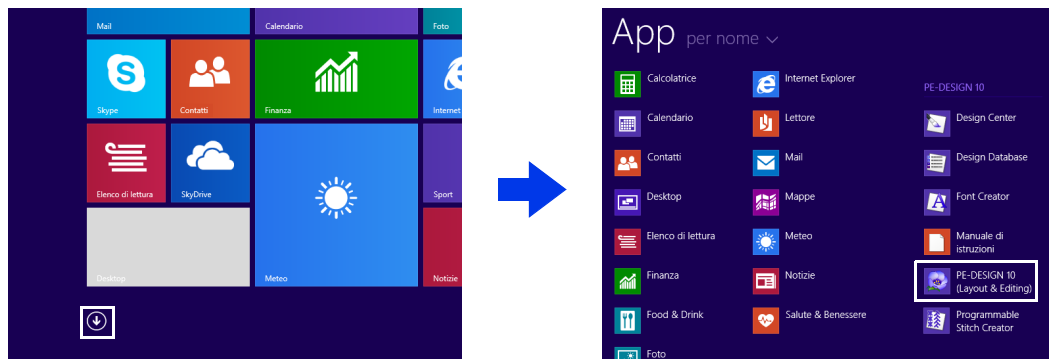 Mail
Calendario
Foto
Skype
Contatti
Finanza
Internet
Elenco di lettura
SkyDrive
Sport
Desktop
Meteo
Notizie
App per nome
Calcolatrice
Calendario
Contatti
Desktop
Elenco di lettura
Finanza
Food & Drink
Foto
Internet Explorer
Lettore
Mail
Mappe
Meteo
Notizie
Salute & Benessere
PE-DESIGN 10
Design Center
Design Database
Font Creator
Manuale di
istruzioni
PE-DESIGN 10
(Layout & Editing)
Programmable
Stitch Creator